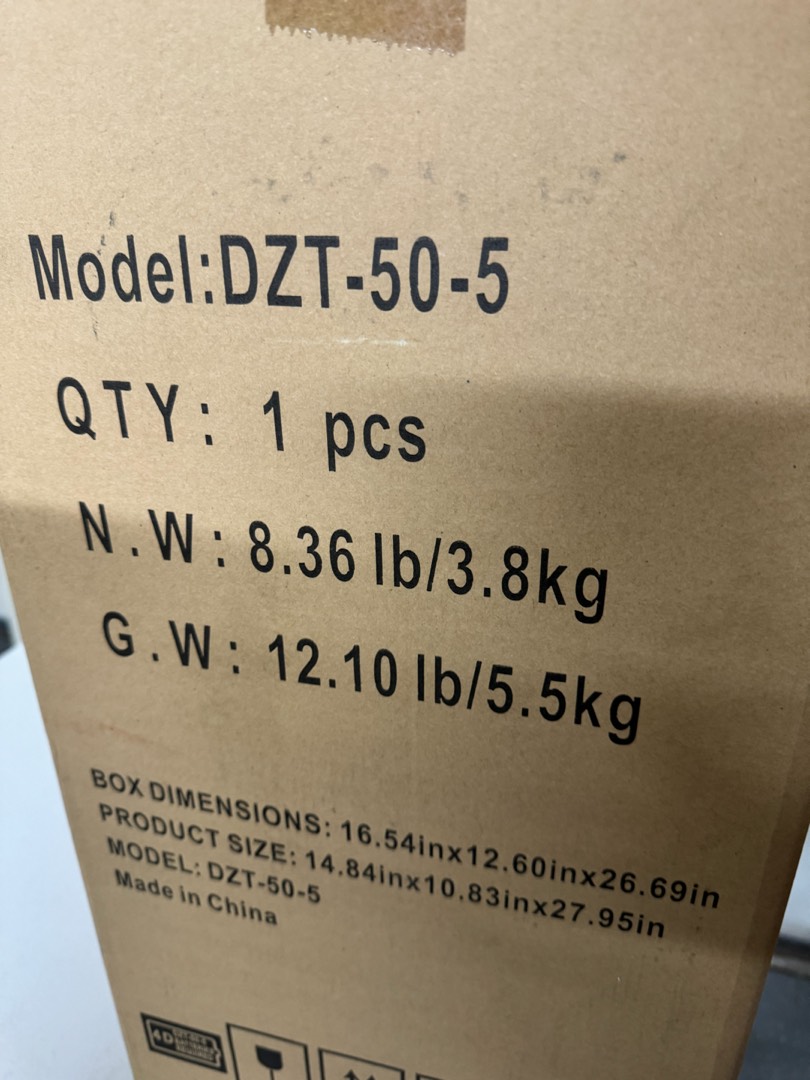 Model:DZT-50-5
QTY: 1 pcs
N.W: 8.36 lb/3.8kg
G.W: 12.10 lb/5.5kg
BOX DIMENSIONS: 16.54inx12.60inx26.69in
PRODUCT SIZE: 14.84inx10.83inx27.95in
MODEL: DZT-50-5
Made in China
4D